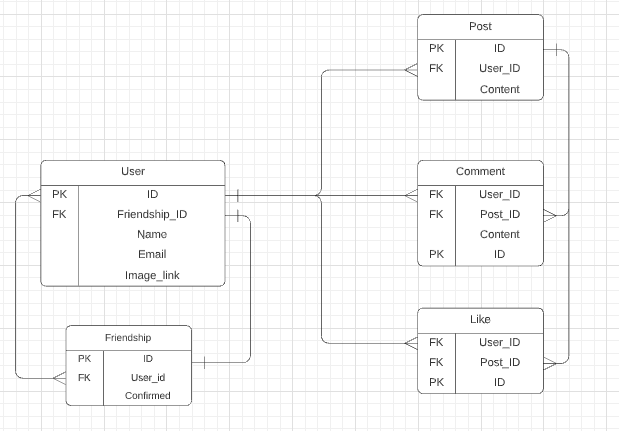 Post
PK ID
FK User_ID
Content
User
PK ID
FK Friendship_ID
Name
Email
Image_link
Comment
FK User_ID
FK Post_ID
Content
PK ID
Friendship
PK ID
FK User_id
Confirmed
Like
FK User_ID
FK Post_ID
PK ID